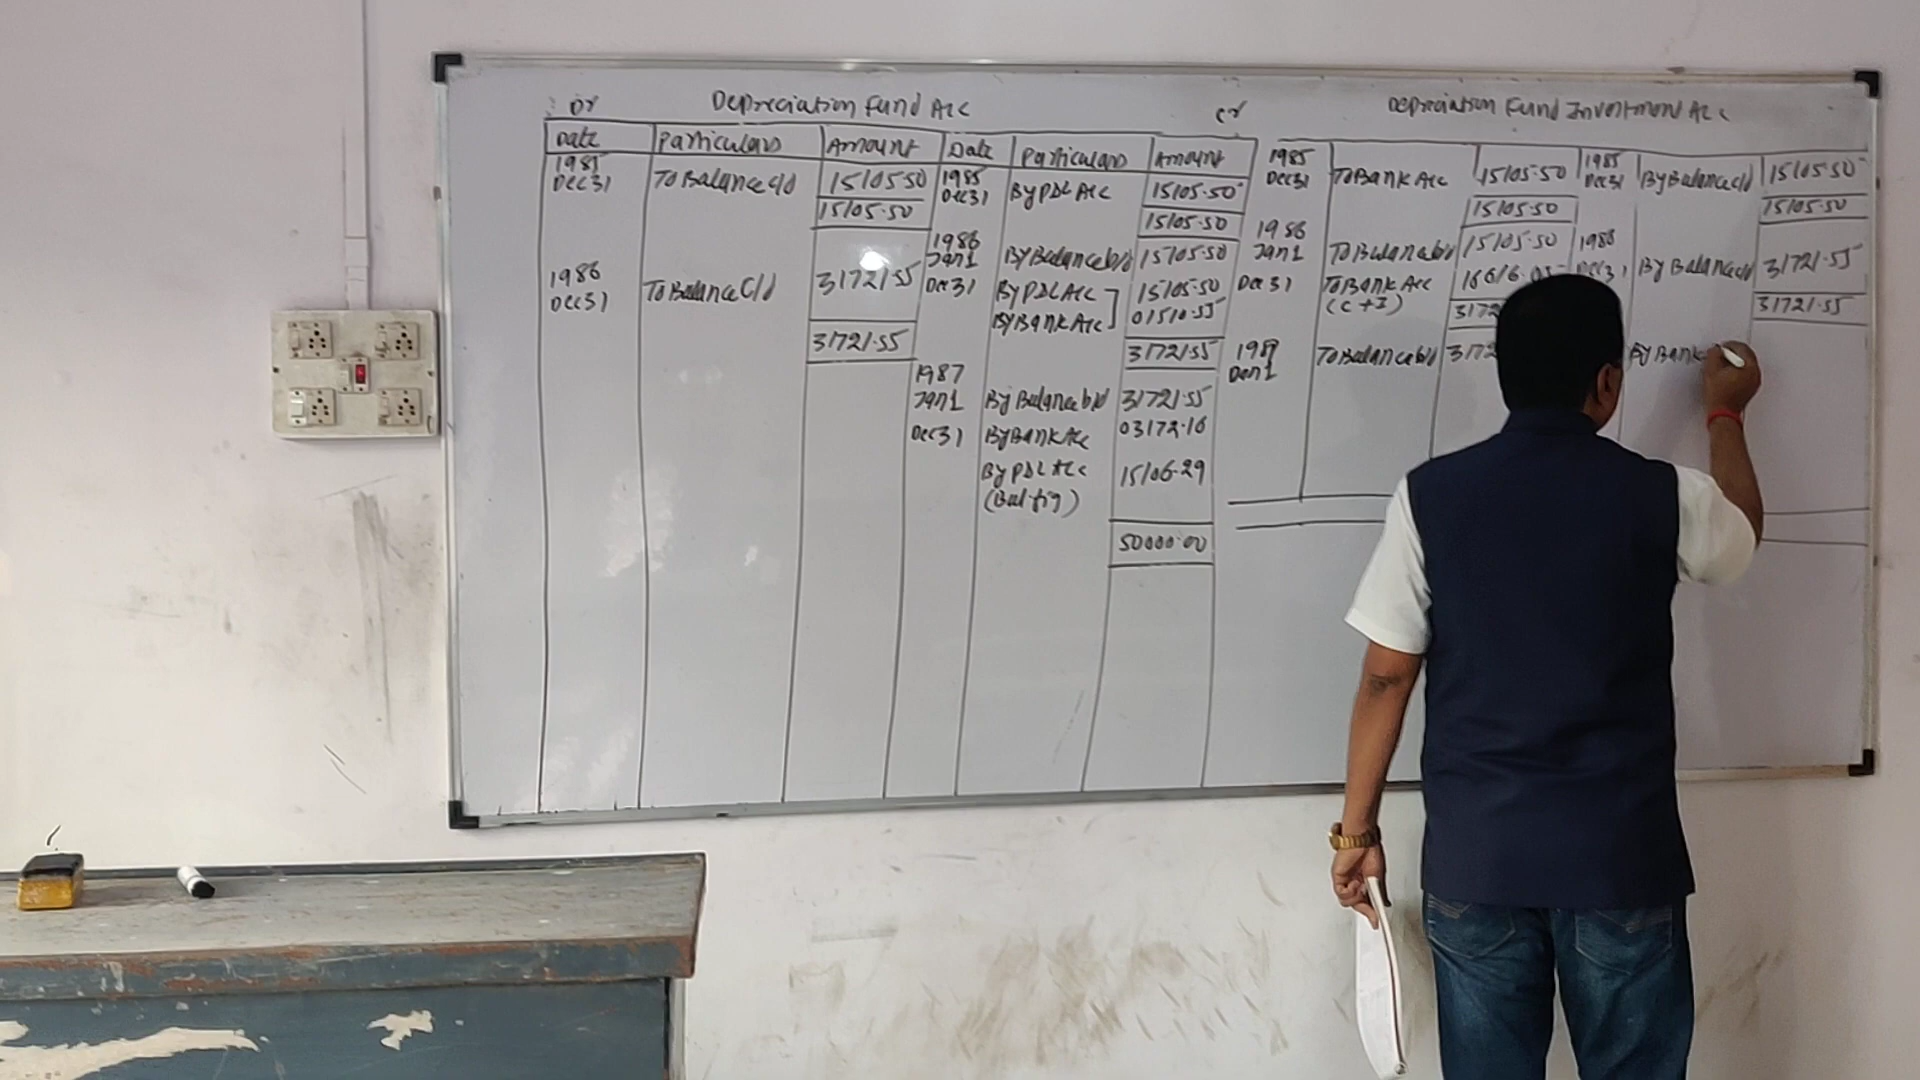 Dr Depreciation Fund A/c Cr
Date Particulars Amount Date Particulars Amount
1985 Dec 31 To Balance c/d 15105.50 1985 Dec 31 By P&L A/c 15105.50
15105.50 15105.50
1986 Jan 1 By Balance b/d 15105.50
1986 Dec 31 To Balance C/d 31721.55 Dec 31 By P&L A/c 15105.50
By Bank A/c 01510.55
31721.55 31721.55
1987
Jan 1 By Balance b/d 31721.55
Dec 31 By Bank A/c 03172.16
By P&L A/c 15106.29
(Bal. fig)
50000.00
Depreciation Fund Investment A/c
1985 Dec 31 To Bank A/c 15105.50 1985 Dec 31 By Balance c/d 15105.50
15105.50 15105.50
1986 Jan 1 To Balance b/d 15105.50 1986 Dec 31 By Balance c/d 31721.55
Dec 31 To Bank A/c 16616.05
(C+I) 3172 31721.55
1987 To Balance b/d 3172 By Bank